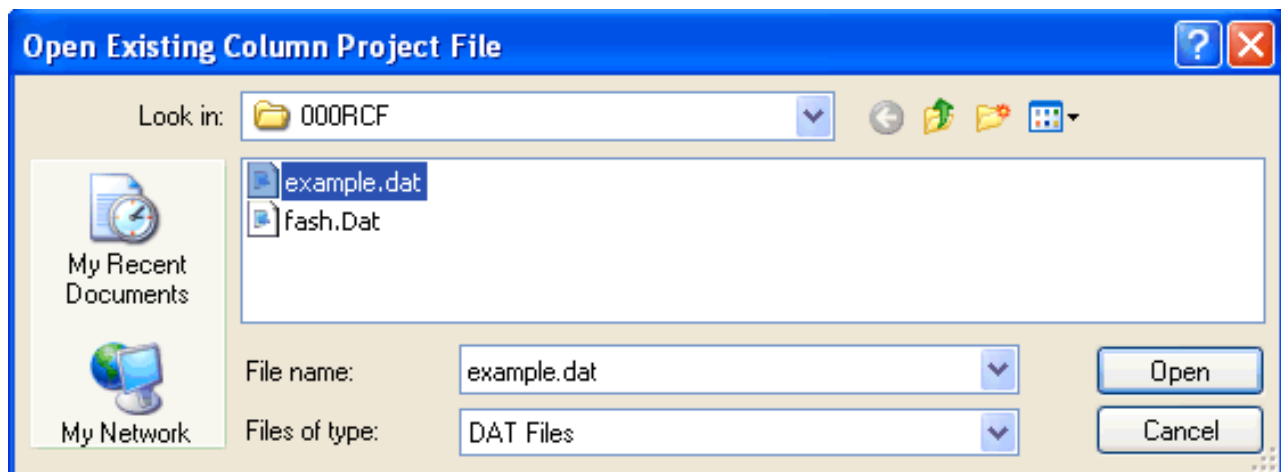 Open Existing Column Project File
Look in: 000RCF
example.dat
fash.Dat
My Recent
Documents
My Network
File name: example.dat Open
Files of type: DAT Files Cancel